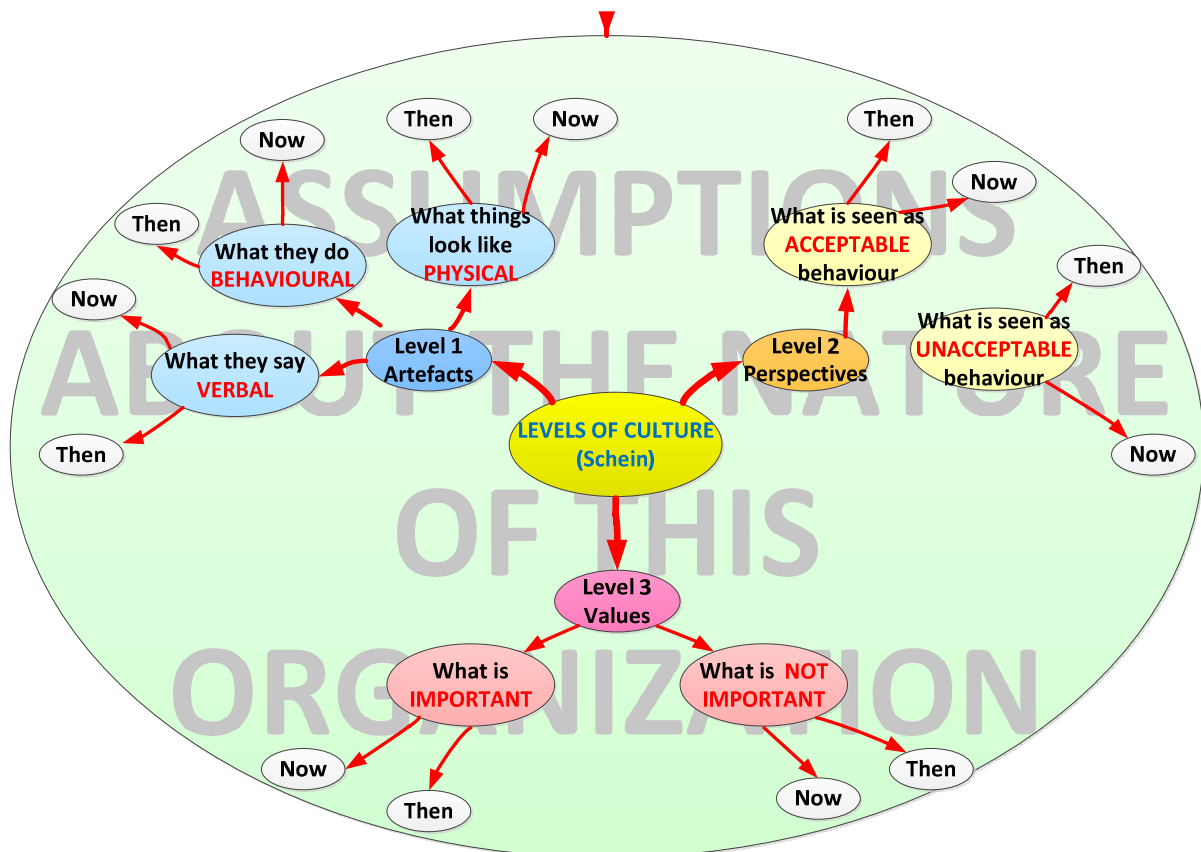 ASSUMPTIONS
ABOUT THE NATURE
OF THIS
ORGANIZATION
LEVELS OF CULTURE
(Schein)
Level 1
Artefacts
What they say
VERBAL
Now
Then
What they do
BEHAVIOURAL
Then
Now
What things
look like
PHYSICAL
Then
Now
Level 2
Perspectives
What is seen as
ACCEPTABLE
behaviour
Then
Now
What is seen as
UNACCEPTABLE
behaviour
Then
Now
Level 3
Values
What is
IMPORTANT
Now
Then
What is NOT
IMPORTANT
Now
Then